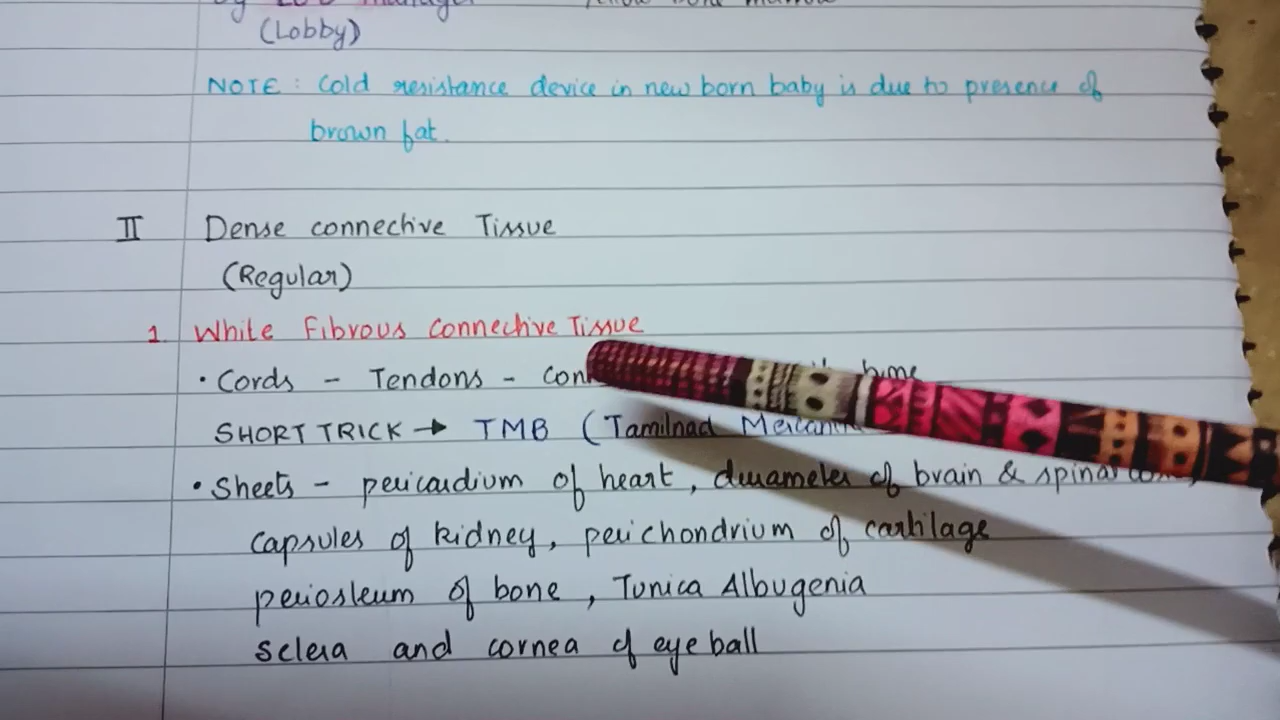 (Lobby)
NOTE : Cold resistance device in new born baby is due to presence of
brown fat.
II Dense connective Tissue
(Regular)
1. White Fibrous Connective Tissue
• Cords - Tendons - bone
SHORT TRICK → TMB (Tamilnad
• Sheets - pericardium of heart, duramater of brain & spinal
capsules of kidney, perichondrium of cartilage
periosteum of bone, Tunica Albugenia
sclera and cornea of eye ball